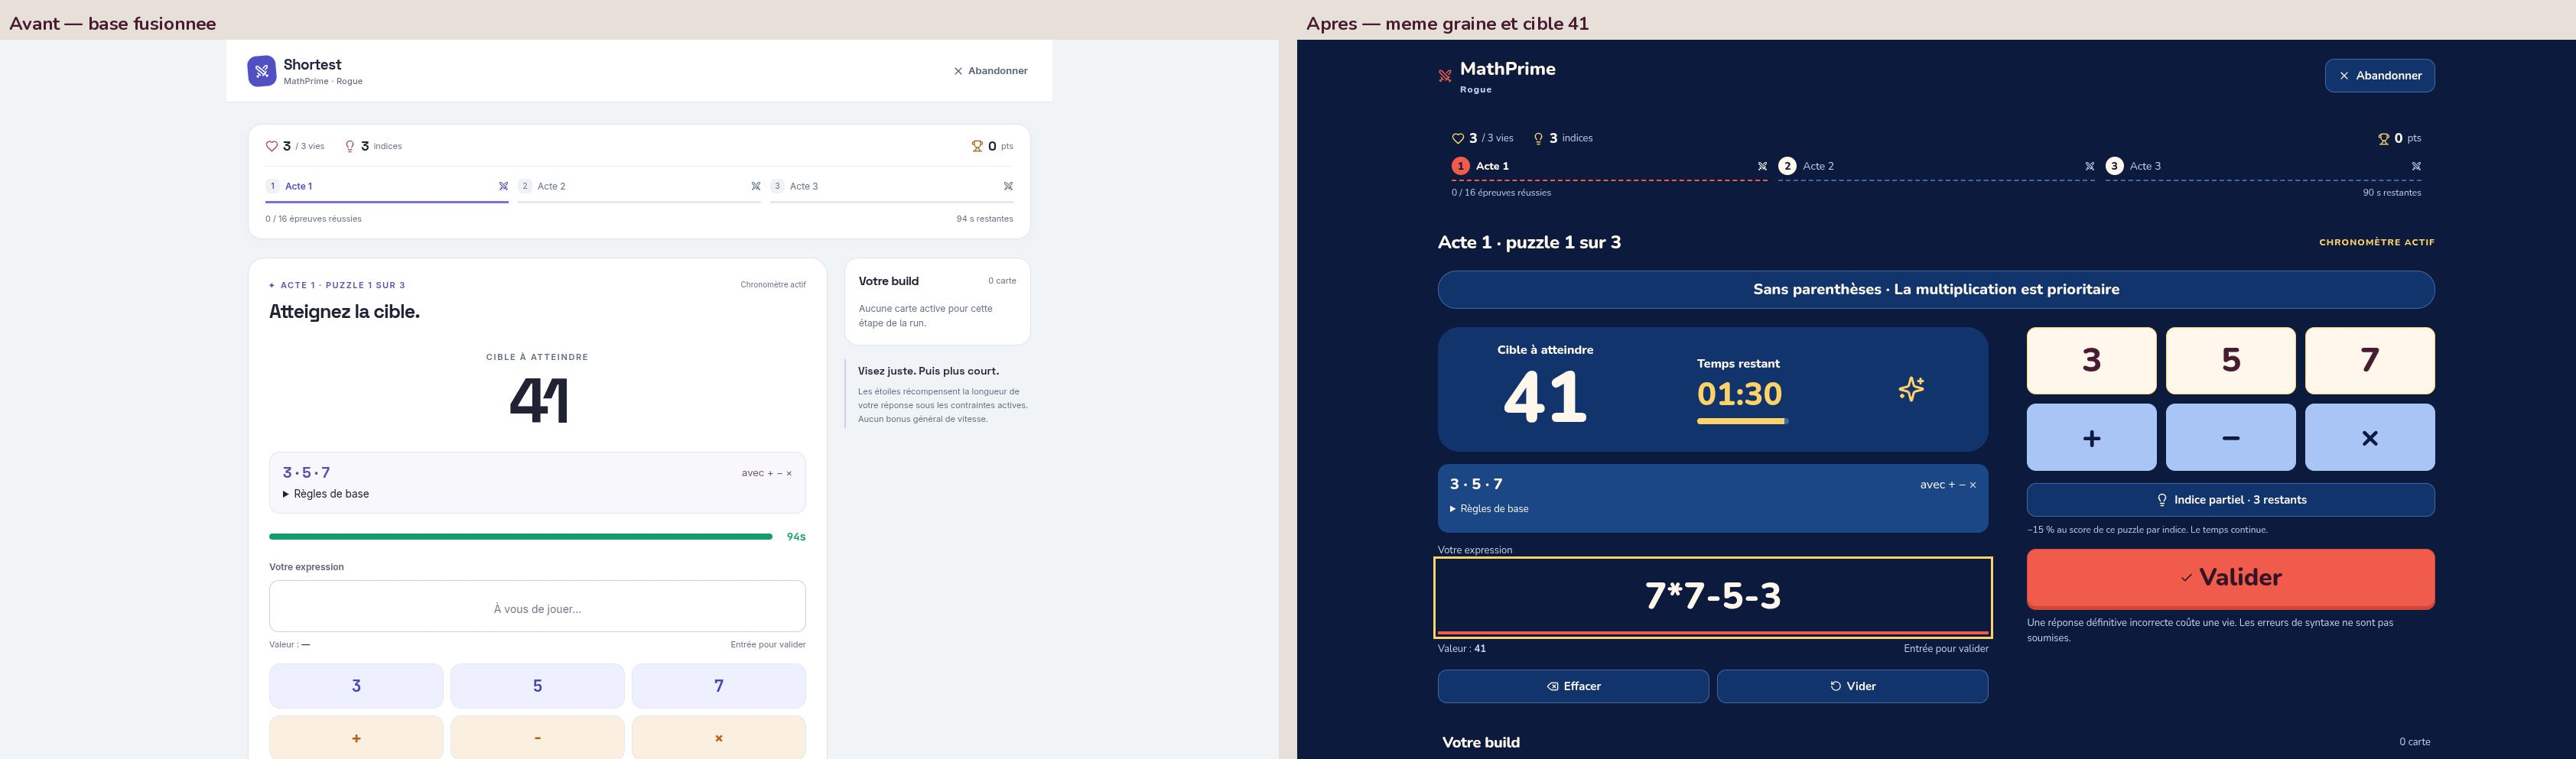 Avant — base fusionnee
Shortest
MathPrime · Rogue
Abandonner
3 / 3 vies
3 indices
0 pts
1 Acte 1
2 Acte 2
3 Acte 3
0 / 16 épreuves réussies
94 s restantes
ACTE 1 · PUZZLE 1 SUR 3
Chronomètre actif
Atteignez la cible.
CIBLE À ATTEINDRE
41
3 · 5 · 7
avec + − ×
Règles de base
94s
Votre expression
À vous de jouer...
Valeur : —
Entrée pour valider
3
5
7
+
-
×
Votre build
0 carte
Aucune carte active pour cette
étape de la run.
Visez juste. Puis plus court.
Les étoiles récompensent la longueur de
votre réponse sous les contraintes actives.
Aucun bonus général de vitesse.
Apres — meme graine et cible 41
MathPrime
Rogue
Abandonner
3 / 3 vies
3 indices
0 pts
1 Acte 1
2 Acte 2
3 Acte 3
0 / 16 épreuves réussies
90 s restantes
Acte 1 · puzzle 1 sur 3
CHRONOMÈTRE ACTIF
Sans parenthèses · La multiplication est prioritaire
Cible à atteindre
41
Temps restant
01:30
3 · 5 · 7
avec + − ×
Règles de base
Votre expression
7*7-5-3
Valeur : 41
Entrée pour valider
Effacer
Vider
3
5
7
+
−
×
Indice partiel · 3 restants
−15 % au score de ce puzzle par indice. Le temps continue.
Valider
Une réponse définitive incorrecte coûte une vie. Les erreurs de syntaxe ne sont pas
soumises.
Votre build
0 carte